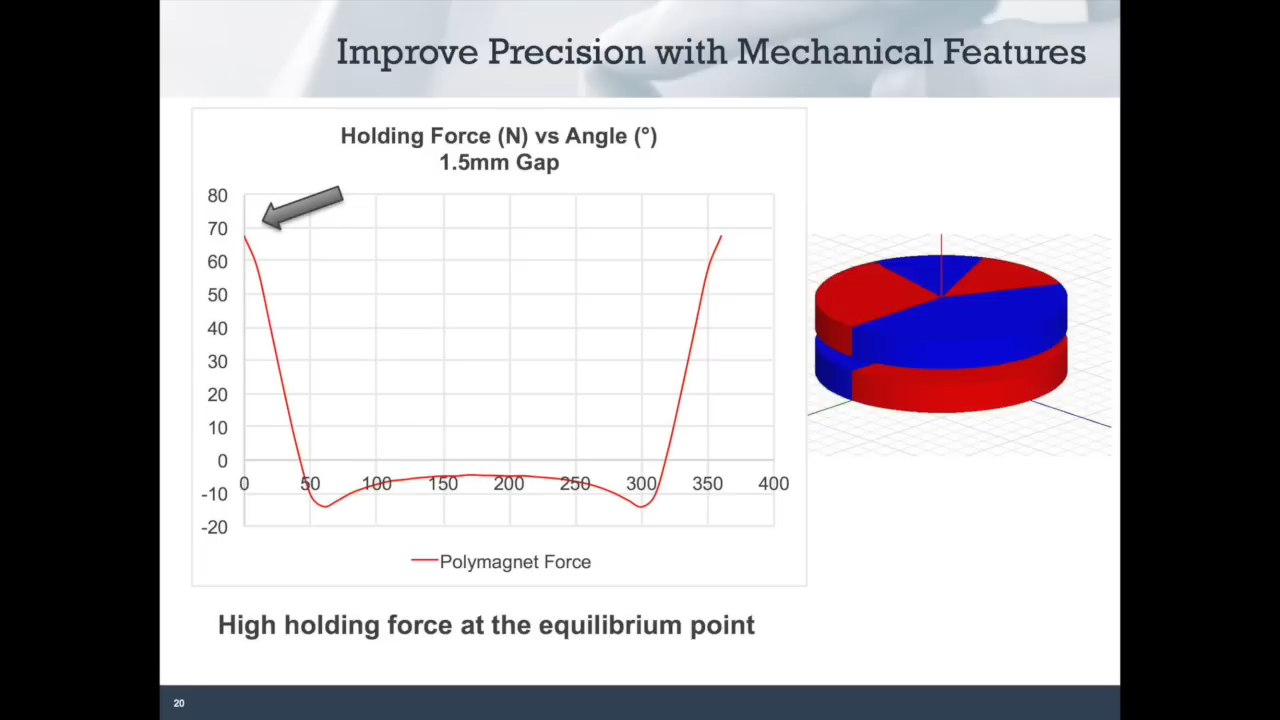 Improve Precision with Mechanical Features
Holding Force (N) vs Angle (°)
1.5mm Gap
80
70
60
50
40
30
20
10
0
-10
-20
0 50 100 150 200 250 300 350 400
Polymagnet Force
High holding force at the equilibrium point
20